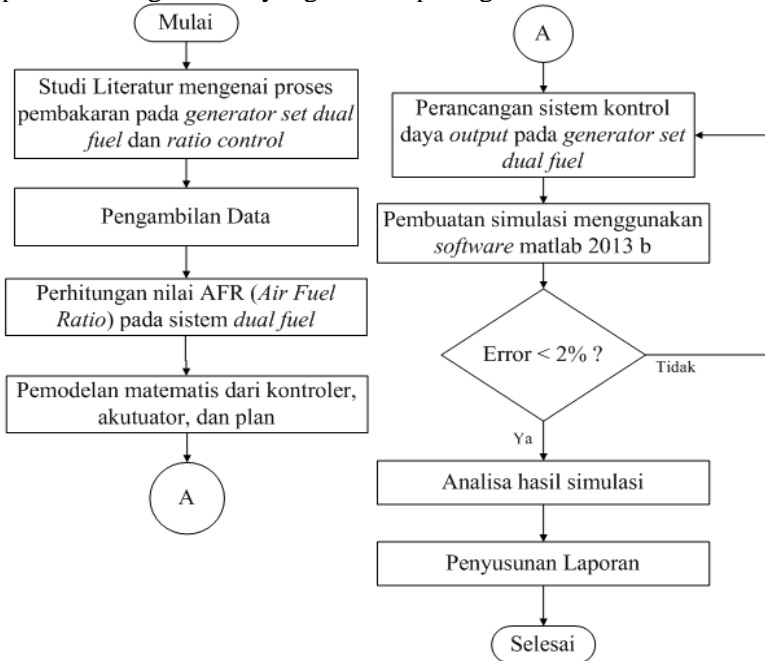 Mulai
Studi Literatur mengenai proses
pembakaran pada generator set dual
fuel dan ratio control
Pengambilan Data
Perhitungan nilai AFR (Air Fuel
Ratio) pada sistem dual fuel
Pemodelan matematis dari kontroler,
akutuator, dan plan
A
A
Perancangan sistem kontrol
daya output pada generator set
dual fuel
Pembuatan simulasi menggunakan
software matlab 2013 b
Error < 2% ?
Tidak
Ya
Analisa hasil simulasi
Penyusunan Laporan
Selesai